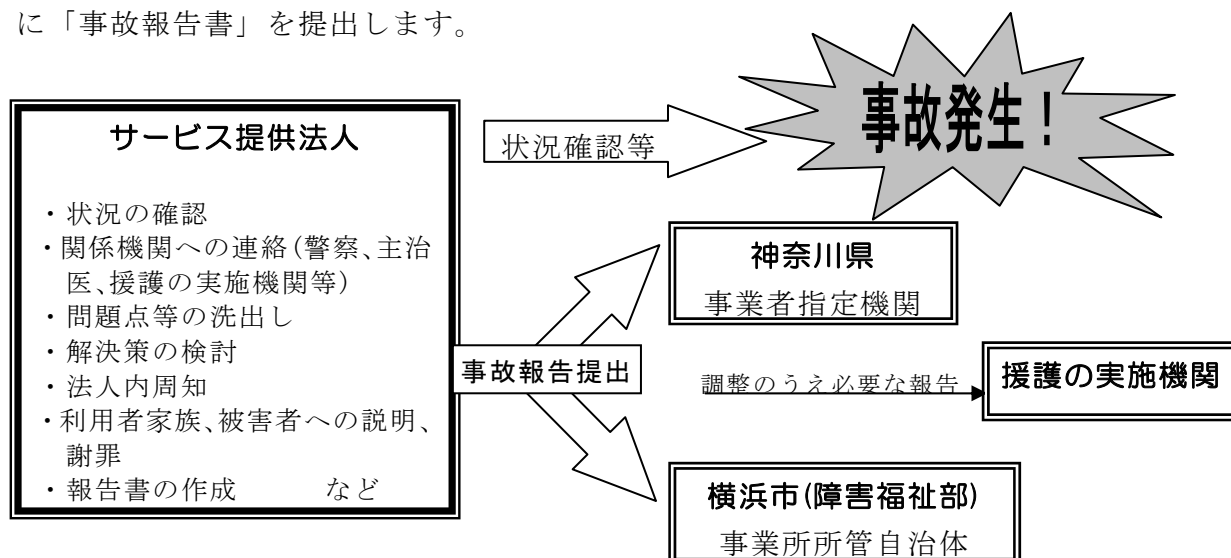 に「事故報告書」を提出します。
事故発生！
サービス提供法人
状況確認等
・状況の確認
・関係機関への連絡(警察、主治
医、援護の実施機関等)
・問題点等の洗出し
・解決策の検討
・法人内周知
・利用者家族、被害者への説明、
謝罪
・報告書の作成　　　など
事故報告提出
神奈川県
事業者指定機関
調整のうえ必要な報告
援護の実施機関
横浜市(障害福祉部)
事業所所管自治体